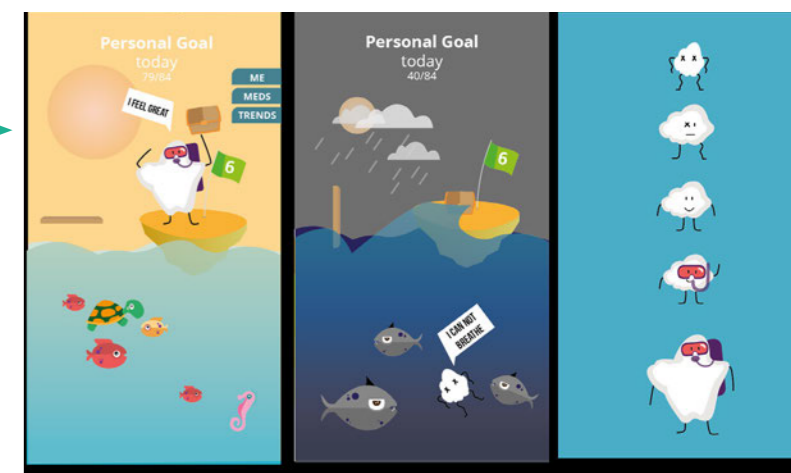 Personal Goal
today
79/84
ME
MEDS
TRENDS
I FEEL GREAT
6
Personal Goal
today
40/84
6
I CAN NOT
BREATHE